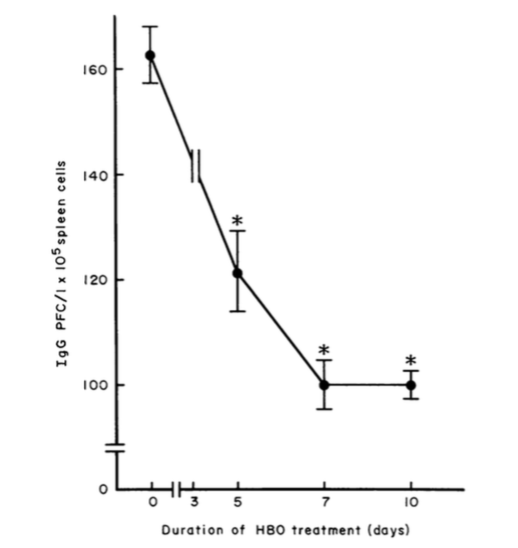 160
140
120
100
0
IgG PFC/1 x 10⁵ spleen cells
*
*
*
0 3 5 7 10
Duration of HBO treatment (days)